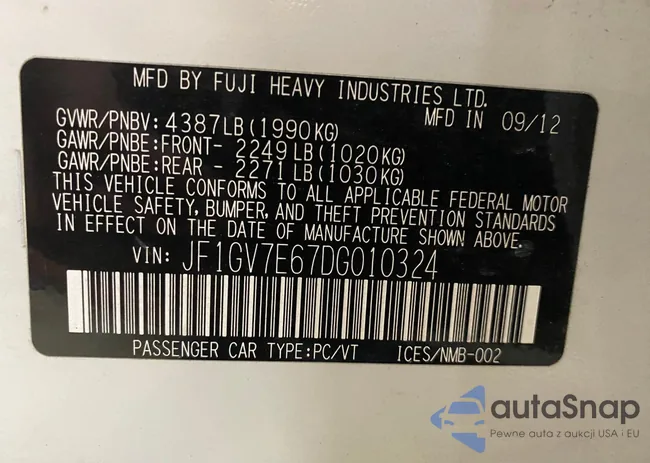 MFD BY FUJI HEAVY INDUSTRIES LTD.
GVWR/PNBV: 4387LB(1990KG) MFD IN 09/12
GAWR/PNBE:FRONT- 2249LB(1020KG)
GAWR/PNBE:REAR - 2271LB(1030KG)
THIS VEHICLE CONFORMS TO ALL APPLICABLE FEDERAL MOTOR
VEHICLE SAFETY, BUMPER, AND THEFT PREVENTION STANDARDS
IN EFFECT ON THE DATE OF MANUFACTURE SHOWN ABOVE.
VIN: JF1GV7E67DG010324
PASSENGER CAR TYPE:PC/VT ICES/NMB-002
autaSnap
Pewne auta z aukcji USA i EU